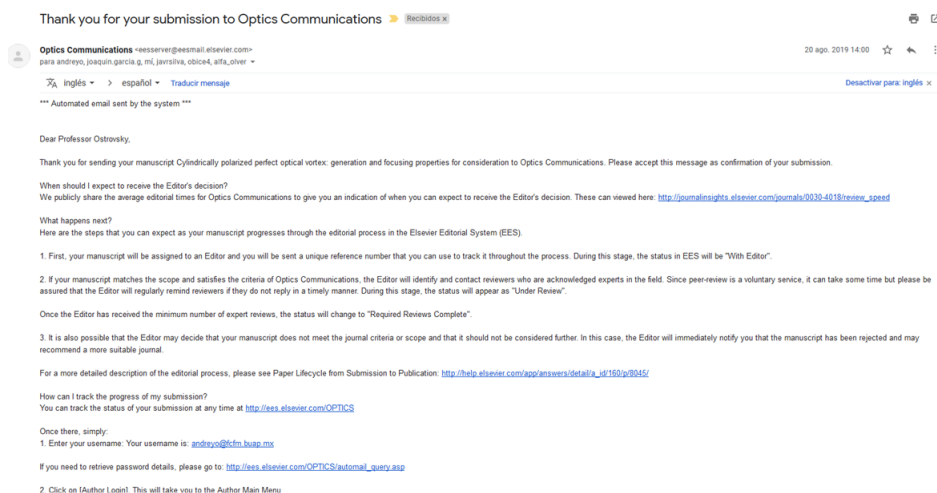 Thank you for your submission to Optics Communications Recibidos x
Optics Communications <eesserver@eesmail.elsevier.com>
20 ago. 2019 14:00
para andreyo, joaquin.garcia.g, mí, javrsilva, obice4, alfa_olver
inglés > español Traducir mensaje
Desactivar para: inglés x
*** Automated email sent by the system ***
Dear Professor Ostrovsky,
Thank you for sending your manuscript Cylindrically polarized perfect optical vortex: generation and focusing properties for consideration to Optics Communications. Please accept this message as confirmation of your submission.
When should I expect to receive the Editor's decision?
We publicly share the average editorial times for Optics Communications to give you an indication of when you can expect to receive the Editor's decision. These can viewed here: http://journalinsights.elsevier.com/journals/0030-4018/review_speed
What happens next?
Here are the steps that you can expect as your manuscript progresses through the editorial process in the Elsevier Editorial System (EES).
1. First, your manuscript will be assigned to an Editor and you will be sent a unique reference number that you can use to track it throughout the process. During this stage, the status in EES will be "With Editor".
2. If your manuscript matches the scope and satisfies the criteria of Optics Communications, the Editor will identify and contact reviewers who are acknowledged experts in the field. Since peer-review is a voluntary service, it can take some time but please be
assured that the Editor will regularly remind reviewers if they do not reply in a timely manner. During this stage, the status will appear as "Under Review".
Once the Editor has received the minimum number of expert reviews, the status will change to "Required Reviews Complete".
3. It is also possible that the Editor may decide that your manuscript does not meet the journal criteria or scope and that it should not be considered further. In this case, the Editor will immediately notify you that the manuscript has been rejected and may
recommend a more suitable journal.
For a more detailed description of the editorial process, please see Paper Lifecycle from Submission to Publication: http://help.elsevier.com/app/answers/detail/a_id/160/p/8045/
How can I track the progress of my submission?
You can track the status of your submission at any time at http://ees.elsevier.com/OPTICS
Once there, simply:
1. Enter your username: Your username is: andreyo@fcfm.buap.mx
If you need to retrieve password details, please go to: http://ees.elsevier.com/OPTICS/automail_query.asp
2. Click on [Author Login]. This will take you to the Author Main Menu